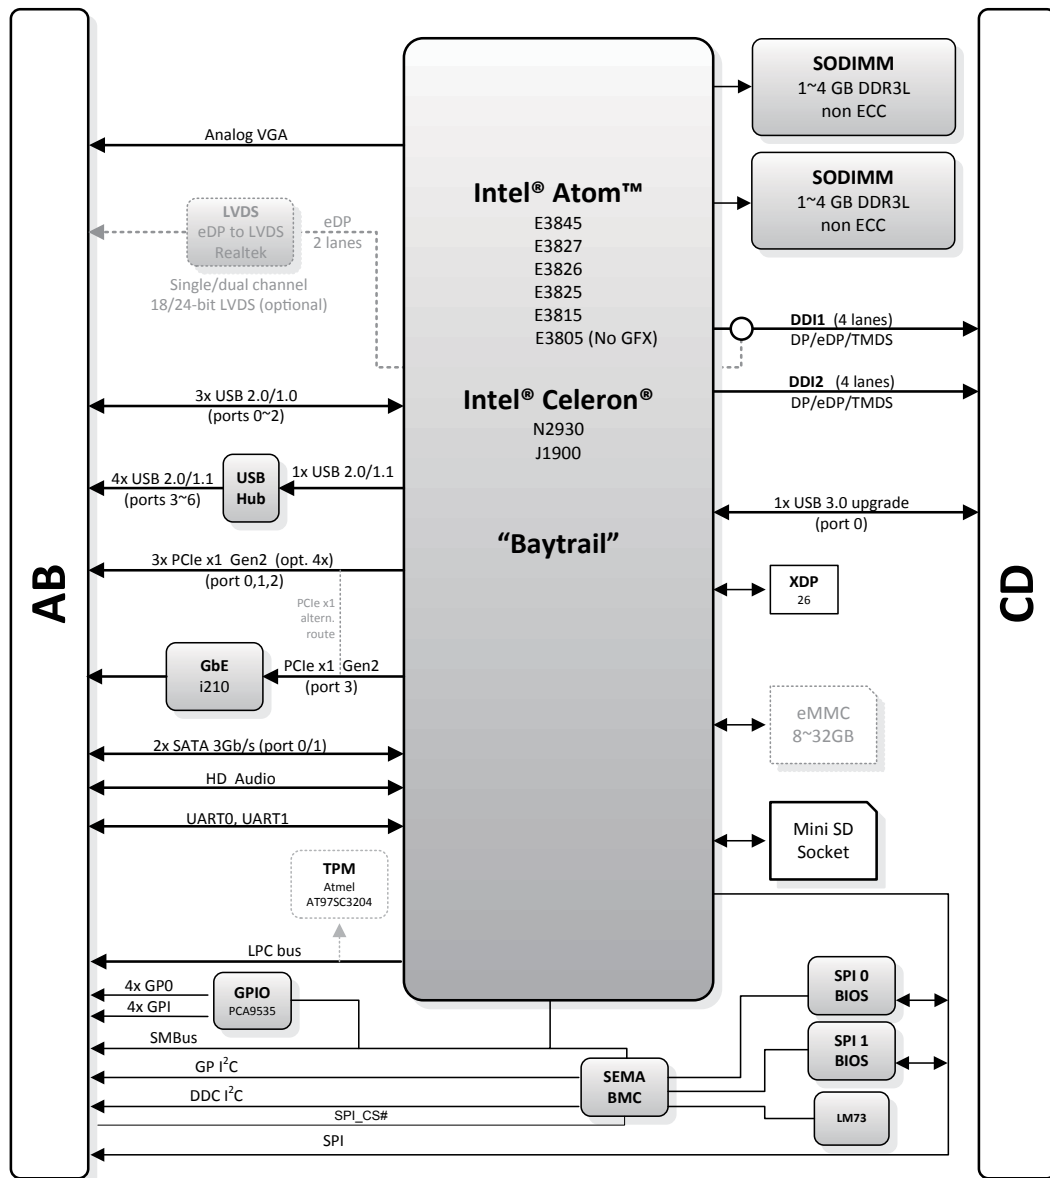 AB
CD
SODIMM
1~4 GB DDR3L
non ECC
SODIMM
1~4 GB DDR3L
non ECC
Analog VGA
LVDS
eDP to LVDS
Realtek
eDP
2 lanes
Single/dual channel
18/24-bit LVDS (optional)
Intel® Atom™
E3845
E3827
E3826
E3825
E3815
E3805 (No GFX)
Intel® Celeron®
N2930
J1900
“Baytrail”
DDI1 (4 lanes)
DP/eDP/TMDS
DDI2 (4 lanes)
DP/eDP/TMDS
3x USB 2.0/1.0
(ports 0~2)
4x USB 2.0/1.1
(ports 3~6)
USB
Hub
1x USB 2.0/1.1
1x USB 3.0 upgrade
(port 0)
3x PCIe x1 Gen2 (opt. 4x)
(port 0,1,2)
PCIe x1
altern.
route
XDP
26
GbE
i210
PCIe x1 Gen2
(port 3)
eMMC
8~32GB
2x SATA 3Gb/s (port 0/1)
HD Audio
UART0, UART1
Mini SD
Socket
TPM
Atmel
AT97SC3204
LPC bus
4x GP0
4x GPI
GPIO
PCA9535
SMBus
GP I²C
DDC I²C
SPI_CS#
SPI
SEMA
BMC
SPI 0
BIOS
SPI 1
BIOS
LM73